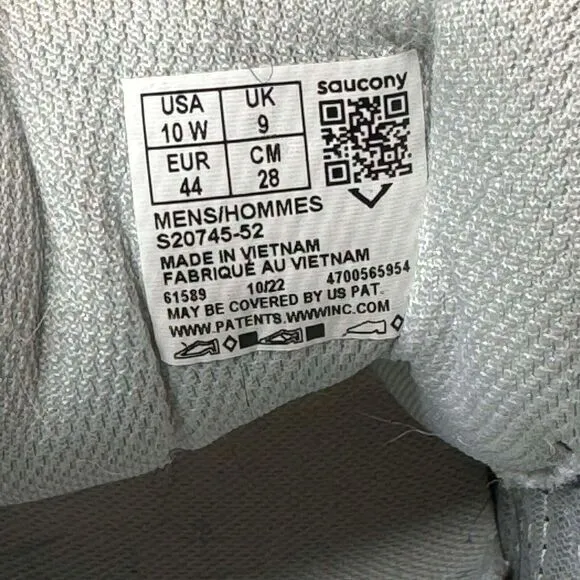 saucony
USA UK
10 W 9
EUR CM
44 28
MENS/HOMMES
S20745-52
MADE IN VIETNAM
FABRIQUÉ AU VIETNAM
61589 10/22 4700565954
MAY BE COVERED BY US PAT.
WWW.PATENTS.WWWINC.COM